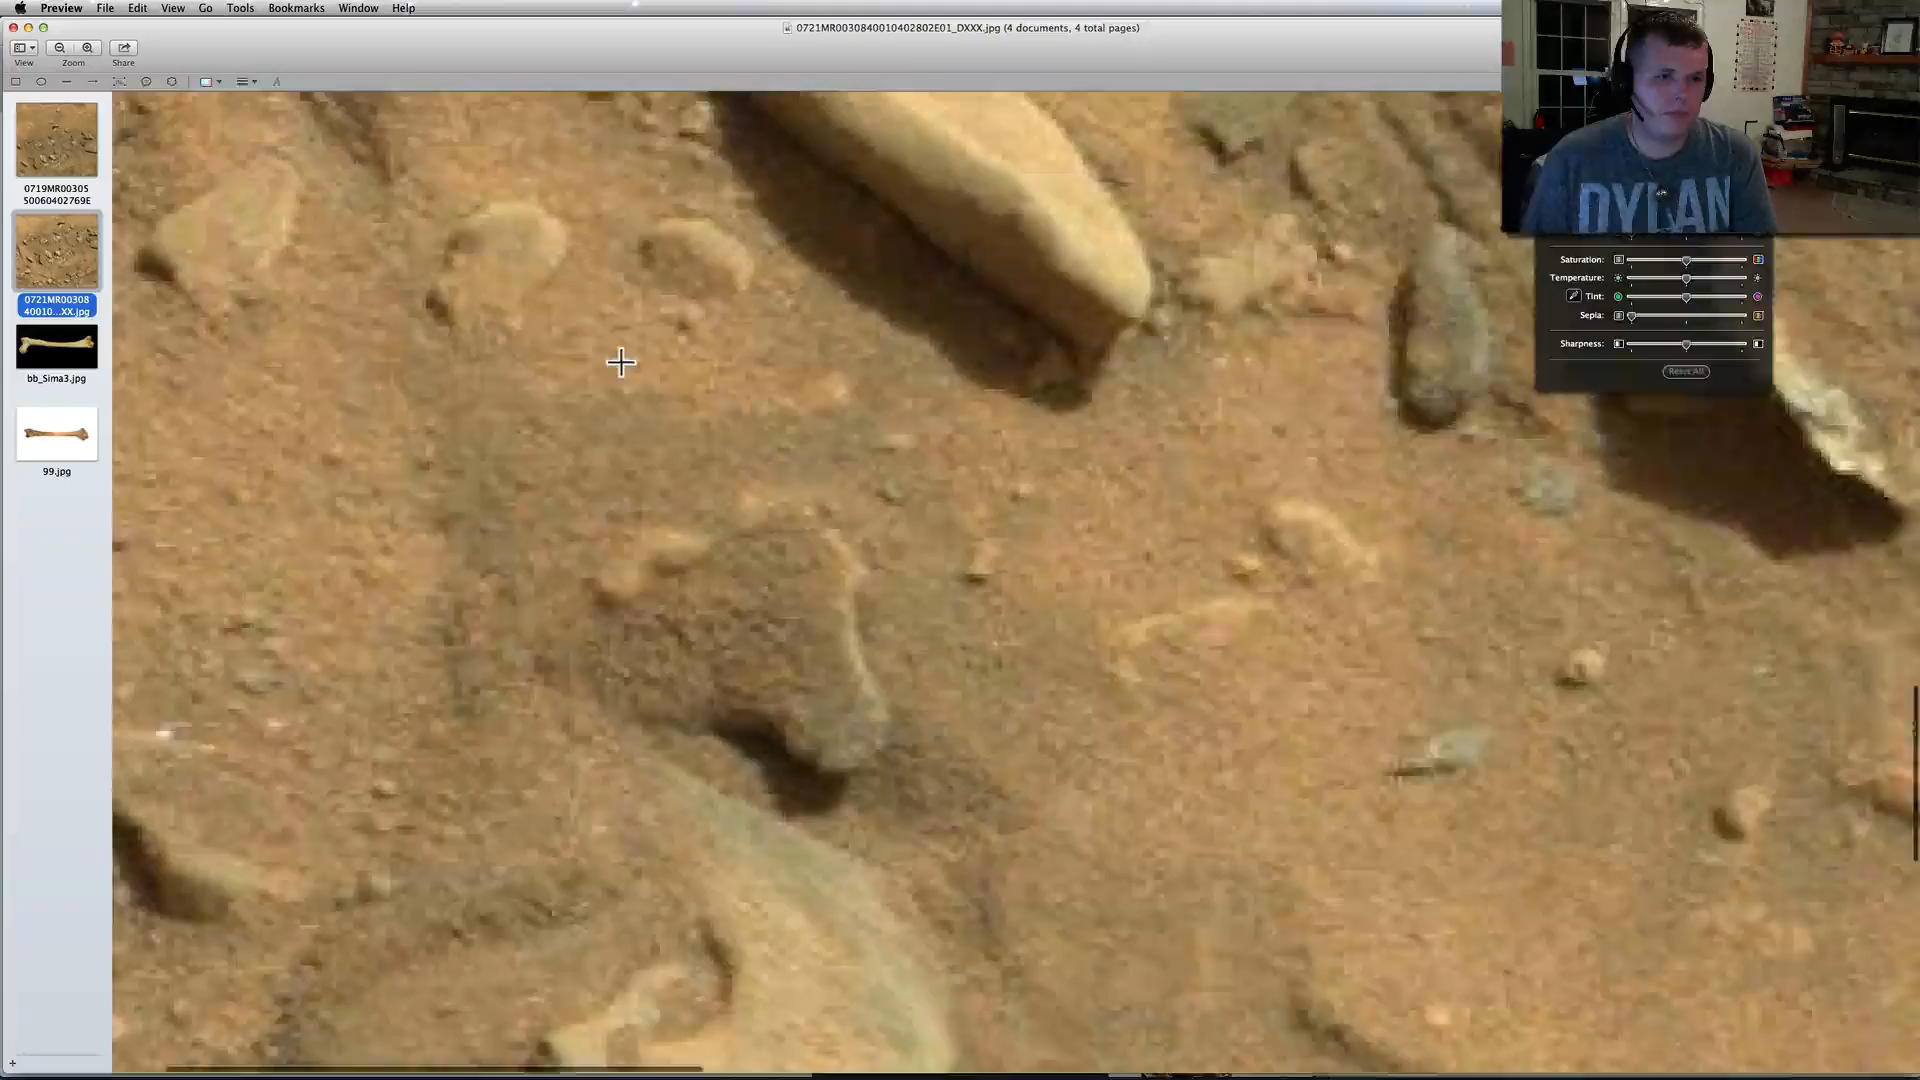 Preview File Edit View Go Tools Bookmarks Window Help
0721MR0030840010402802E01_DXXX.jpg (4 documents, 4 total pages)
View Zoom Share
A
0719MR00305
50060402769E
0721MR00308
40010...XX.jpg
bb_Sima3.jpg
99.jpg
DYLAN
Saturation:
Temperature:
Tint:
Sepia:
Sharpness:
Reset All